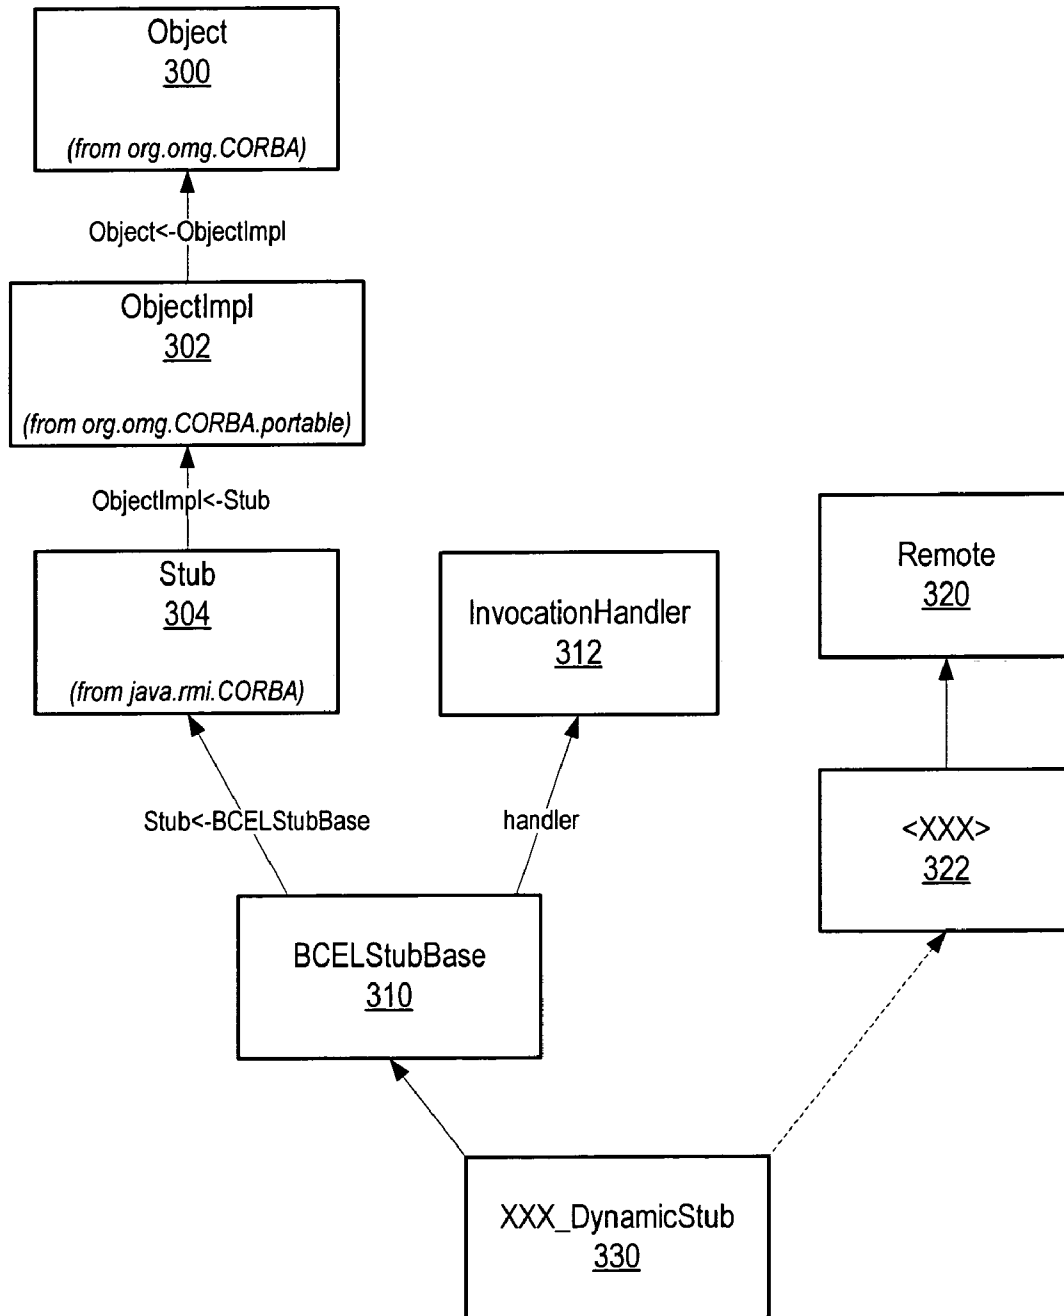 Object
300
(from org.omg.CORBA)
Object<-ObjectImpl
ObjectImpl
302
(from org.omg.CORBA.portable)
ObjectImpl<-Stub
Stub
304
(from java.rmi.CORBA)
InvocationHandler
312
Remote
320
Stub<-BCELStubBase
handler
<XXX>
322
BCELStubBase
310
XXX_DynamicStub
330